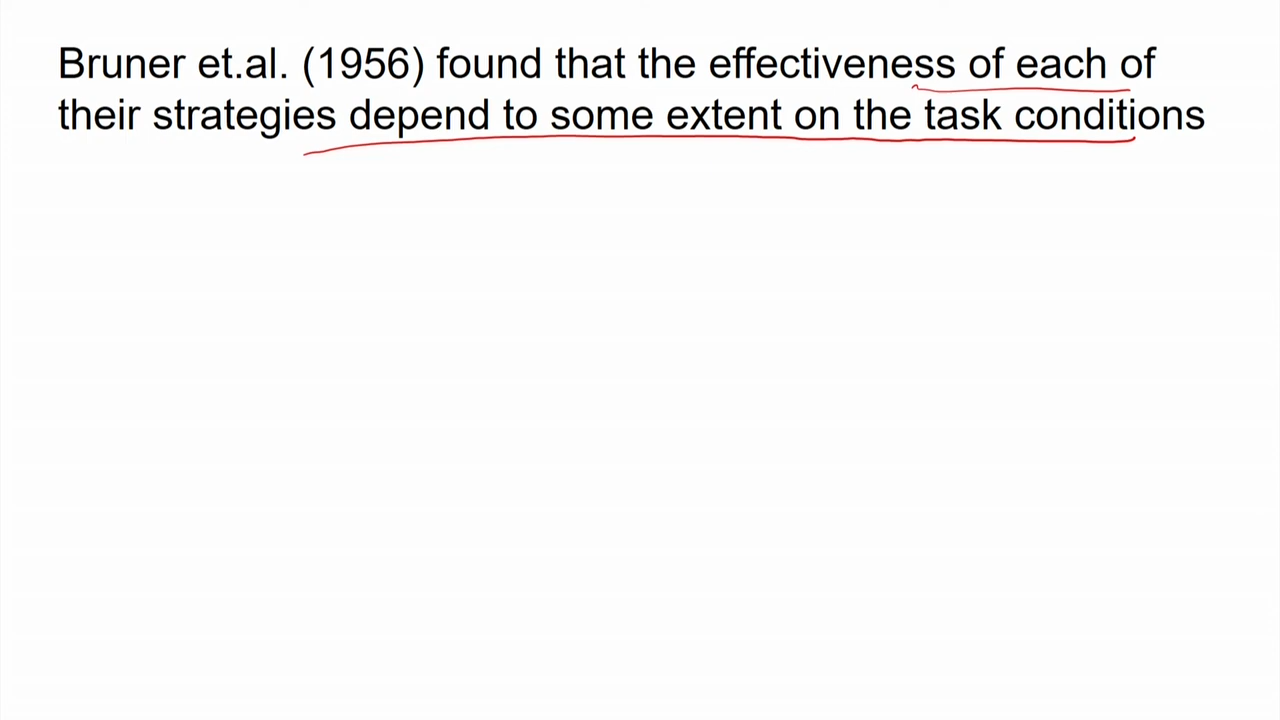 Bruner et.al. (1956) found that the effectiveness of each of
their strategies depend to some extent on the task conditions